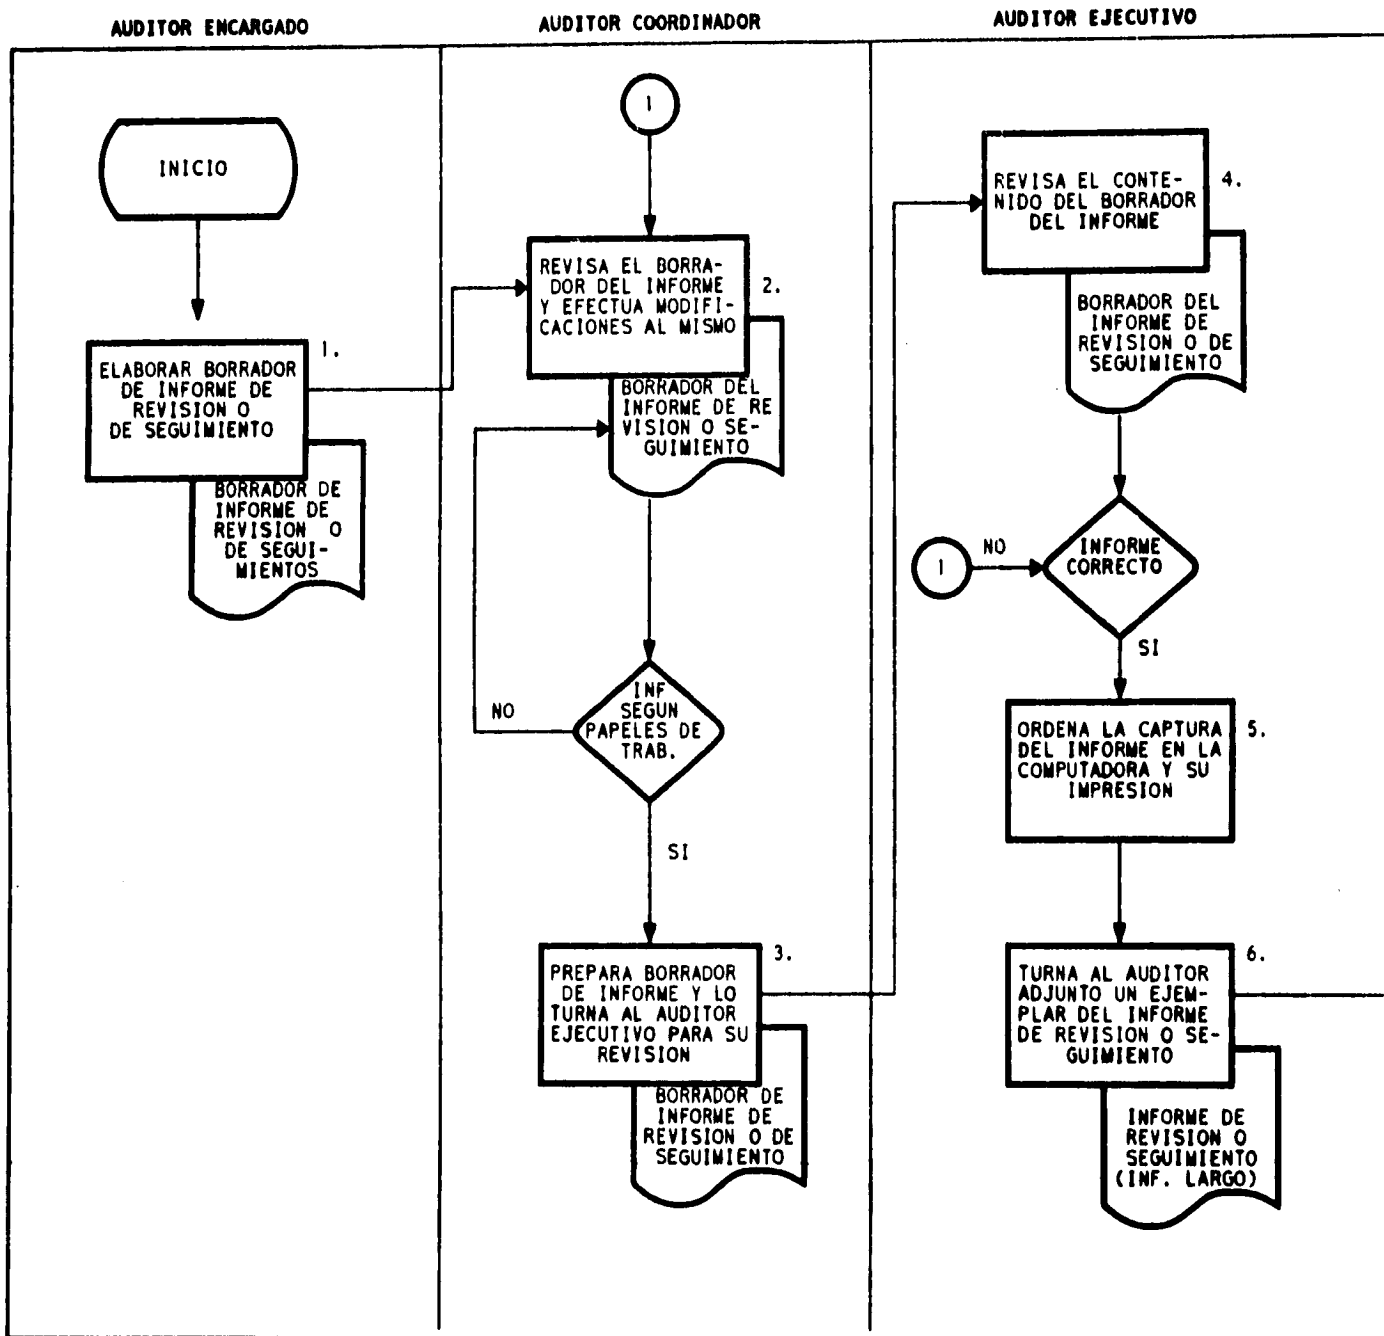 AUDITOR ENCARGADO
AUDITOR COORDINADOR
AUDITOR EJECUTIVO
INICIO
1.
ELABORAR BORRADOR
DE INFORME DE
REVISION O
DE SEGUIMIENTO
BORRADOR DE
INFORME DE
REVISION O
DE SEGUI-
MIENTOS
1
REVISA EL BORRA-
DOR DEL INFORME
Y EFECTUA MODIFI-
CACIONES AL MISMO
2.
BORRADOR DEL
INFORME DE RE
VISION O SE-
GUIMIENTO
NO
INF
SEGUN
PAPELES DE
TRAB.
SI
3.
PREPARA BORRADOR
DE INFORME Y LO
TURNA AL AUDITOR
EJECUTIVO PARA SU
REVISION
BORRADOR DE
INFORME DE
REVISION O DE
SEGUIMIENTO
REVISA EL CONTE-
NIDO DEL BORRADOR
DEL INFORME
4.
BORRADOR DEL
INFORME DE
REVISION O DE
SEGUIMIENTO
1
NO
INFORME
CORRECTO
SI
ORDENA LA CAPTURA
DEL INFORME EN LA
COMPUTADORA Y SU
IMPRESION
5.
6.
TURNA AL AUDITOR
ADJUNTO UN EJEM-
PLAR DEL INFORME
DE REVISION O SE-
GUIMIENTO
INFORME DE
REVISION O
SEGUIMIENTO
(INF. LARGO)